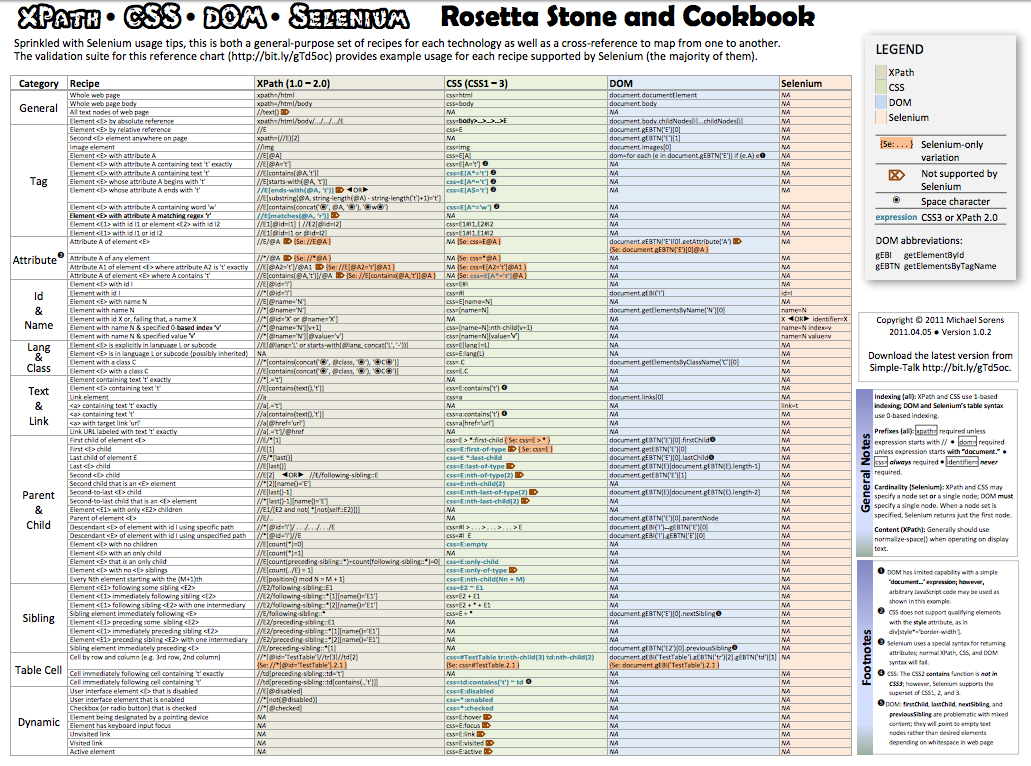 XPath • CSS • DOM • Selenium Rosetta Stone and Cookbook
Sprinkled with Selenium usage tips, this is both a general-purpose set of recipes for each technology as well as a cross-reference to map from one to another.
The validation suite for this reference chart (http://bit.ly/gTd5oc) provides example usage for each recipe supported by Selenium (the majority of them).
Category Recipe XPath (1.0 – 2.0) CSS (CSS1 – 3) DOM Selenium
General
Whole web page xpath=/html css=html document.documentElement NA
Whole web page body xpath=/html/body css=body document.body NA
All text nodes of web page //text() NA NA NA
Element <E> by absolute reference xpath=/html/body/.../.../.../E css=body>...>...>...>E document.body.childNodes[i]...childNodes[j] NA
Tag
Element <E> by relative reference //E css=E document.gEBTN('E')[0] NA
Second <E> element anywhere on page xpath=(//E)[2] NA document.gEBTN('E')[1] NA
Image element //img css=img document.images[0] NA
Element <E> with attribute A //E[@A] css=E[A] dom=for each (e in document.gEBTN('E')) if (e.A) e NA
Element <E> with attribute A containing text 't' exactly //E[@A='t'] css=E[A='t'] NA NA
Element <E> with attribute A containing text 't' //E[contains(@A,'t')] css=E[A*='t'] NA NA
Element <E> whose attribute A begins with 't' //E[starts-with(@A, 't')] css=E[A^='t'] NA NA
Element <E> whose attribute A ends with 't' //E[ends-with(@A, 't')] ◄OR► css=E[A$='t'] NA NA
//E[substring(@A, string-length(@A) - string-length('t')+1)='t']
Element <E> with attribute A containing word 'w' //E[contains(concat('⦿', @A, '⦿'), '⦿w⦿') css=E[A~='w'] NA NA
Element <E> with attribute A matching regex 'r' //E[matches(@A, 'r')] NA NA NA
Element <E1> with id I1 or element <E2> with id I2 //E1[@id=I1] | //E2[@id=I2] css=E1#I1,E2#I2 NA NA
Element <E1> with id I1 or id I2 //E1[@id=I1 or @id=I2] css=E1#I1,E1#I2 NA NA
Attribute❸
Attribute A of element <E> //E/@A {Se: //E@A } NA {Se: css=E@A } document.gEBTN('E')[0].getAttribute('A') NA
{Se: document.gEBTN('E')[0]@A }
Attribute A of any element //*/@A {Se: //*@A } NA {Se: css=*@A } NA NA
Attribute A1 of element <E> where attribute A2 is 't' exactly //E[@A2='t']/@A1 {Se: //E[@A2='t']@A1 } NA {Se: css=E[A2='t']@A1 } NA NA
Attribute A of element <E> where A contains 't' //E[contains(@A,'t')]/@A {Se: //E[contains(@A,'t')]@A } NA {Se: css=E[A*='t']@A } NA NA
Id & Name
Element <E> with id I //E[@id='I'] css=E#I NA NA
Element with id I //*[@id='I'] css=#I document.gEBI('I') id=I
Element <E> with name N //E[@name='N'] css=E[name=N] NA NA
Element with name N //*[@name='N'] css=[name=N] document.getElementsByName('N')[0] name=N
Element with id X or, failing that, a name X //*[@id='X' or @name='X'] NA NA X ◄OR► identifier=X
Element with name N & specified 0-based index 'v' //*[@name='N'][v+1] css=[name=N]:nth-child(v+1) NA name=N index=v
Element with name N & specified value 'v' //*[@name='N'][@value='v'] css=[name=N][value='v'] NA name=N value=v
Lang & Class
Element <E> is explicitly in language L or subcode //E[@lang='L' or starts-with(@lang, concat('L', '-'))] css=E[lang|=L] NA NA
Element <E> is in language L or subcode (possibly inherited) NA css=E:lang(L) NA NA
Element with a class C //*[contains(concat('⦿', @class, '⦿'), '⦿C⦿')] css=.C document.getElementsByClassName('C')[0] NA
Element <E> with a class C //E[contains(concat('⦿', @class, '⦿'), '⦿C⦿')] css=E.C NA NA
Text & Link
Element containing text 't' exactly //*[.='t'] NA NA NA
Element <E> containing text 't' //E[contains(text(),'t')] css=E:contains('t') NA NA
Link element //a css=a document.links[0] NA
<a> containing text 't' exactly //a[.='t'] NA NA link=t
<a> containing text 't' //a[contains(text(),'t')] css=a:contains('t') NA NA
<a> with target link 'url' //a[@href='url'] css=a[href='url'] NA NA
Link URL labeled with text 't' exactly //a[.='t']/@href NA NA NA
Parent & Child
First child of element <E> //E/*[1] css=E > *:first-child { Se: css=E > * } document.gEBTN('E')[0].firstChild NA
First <E> child //E[1] css=E:first-of-type { Se: css=E } document.getEBTN('E')[0] NA
Last child of element E //E/*[last()] css=E *:last-child document.gEBTN('E')[0].lastChild NA
Last <E> child //E[last()] css=E:last-of-type document.gEBTN(E)[document.gEBTN(E).length-1] NA
Second <E> child //E[2] ◄OR► //E/following-sibling::E css=E:nth-of-type(2) document.getEBTN('E')[1] NA
Second child that is an <E> element //*[2][name()='E'] css=E:nth-child(2) NA NA
Second-to-last <E> child //E[last()-1] css=E:nth-last-of-type(2) document.gEBTN(E)[document.gEBTN(E).length-2] NA
Second-to-last child that is an <E> element //*[last()-1][name()='E'] css=E:nth-last-child(2) NA NA
Element <E1> with only <E2> children //E1/[E2 and not( *[not(self::E2)])] NA NA NA
Parent of element <E> //E/.. NA document.gEBTN('E')[0].parentNode NA
Descendant <E> of element with id I using specific path //*[@id='I']/.../.../.../E css=#I > ... > ... > ... > E document.gEBI('I')...gEBTN('E')[0] NA
Descendant <E> of element with id I using unspecified path //*[@id='I']//E css=#I E document.gEBI('I').gEBTN('E')[0] NA
Element <E> with no children //E[count(*)=0] css=E:empty NA NA
Element <E> with an only child //E[count(*)=1] NA NA NA
Element <E> that is an only child //E[count(preceding-sibling::*)+count(following-sibling::*)=0] css=E:only-child NA NA
Element <E> with no <E> siblings //E[count(../E) = 1] css=E:only-of-type NA NA
Every Nth element starting with the (M+1)th //E[position() mod N = M + 1] css=E:nth-child(Nn + M) NA NA
Sibling
Element <E1> following some sibling <E2> //E2/following-sibling::E1 css=E2 ~ E1 NA NA
Element <E1> immediately following sibling <E2> //E2/following-sibling::*[1][name()='E1'] css=E2 + E1 NA NA
Element <E1> following sibling <E2> with one intermediary //E2/following-sibling::*[2][name()='E1'] css=E2 + * + E1 NA NA
Sibling element immediately following <E> //E/following-sibling::* css=E + * document.gEBTN('E')[0].nextSibling NA
Element <E1> preceding some sibling <E2> //E2/preceding-sibling::E1 NA NA NA
Element <E1> immediately preceding sibling <E2> //E2/preceding-sibling::*[1][name()='E1'] NA NA NA
Element <E1> preceding sibling <E2> with one intermediary //E2/preceding-sibling::*[2][name()='E1'] NA NA NA
Sibling element immediately preceding <E> //E/preceding-sibling::*[1] NA document.gEBTN('E2')[0].previousSibling NA
Table Cell
Cell by row and column (e.g. 3rd row, 2nd column) //*[@id='TestTable']//tr[3]//td[2] css=#TestTable tr:nth-child(3) td:nth-child(2) document.gEBI('TestTable').gEBTN('tr')[2].gEBTN('td')[1] NA
{Se: //*[@id='TestTable'].2.1 } {Se: css=#TestTable.2.1 } {Se: document.gEBI('TestTable').2.1 }
Cell immediately following cell containing 't' exactly //td[preceding-sibling::td='t'] NA NA NA
Cell immediately following cell containing 't' //td[preceding-sibling::td[contains(.,'t')]] css=td:contains('t') ~ td NA NA
Dynamic
User interface element <E> that is disabled //E[@disabled] css=E:disabled NA NA
User interface element that is enabled //*[not(@disabled)] css=*:enabled NA NA
Checkbox (or radio button) that is checked //*[@checked] css=*:checked NA NA
Element being designated by a pointing device NA css=E:hover NA NA
Element has keyboard input focus NA css=E:focus NA NA
Unvisited link NA css=E:link NA NA
Visited link NA css=E:visited NA NA
Active element NA css=E:active NA NA
LEGEND
XPath
CSS
DOM
Selenium
{Se: . . . } Selenium-only
variation
Not supported by
Selenium
⦿ Space character
expression CSS3 or XPath 2.0
DOM abbreviations:
gEBI getElementById
gEBTN getElementsByTagName
Copyright © 2011 Michael Sorens
2011.04.05 • Version 1.0.2
Download the latest version from
Simple-Talk http://bit.ly/gTd5oc.
General Notes
Indexing (all): XPath and CSS use 1-based
indexing; DOM and Selenium's table syntax
use 0-based indexing.
Prefixes (all): xpath= required unless
expression starts with // • dom= required
unless expression starts with "document." •
css= always required • identifier= never
required.
Cardinality (Selenium): XPath and CSS may
specify a node set or a single node; DOM must
specify a single node. When a node set is
specified, Selenium returns just the first node.
Content (XPath): Generally should use
normalize-space() when operating on display
text.
Footnotes
❶ DOM has limited capability with a simple
"document..." expression; however,
arbitrary JavaScript code may be used as
shown in this example.
❷ CSS does not support qualifying elements
with the style attribute, as in
div[style*='border-width'].
❸ Selenium uses a special syntax for returning
attributes; normal XPath, CSS, and DOM
syntax will fail.
❹ CSS: The CSS2 contains function is not in
CSS3; however, Selenium supports the
superset of CSS1, 2, and 3.
❺ DOM: firstChild, lastChild, nextSibling, and
previousSibling are problematic with mixed
content; they will point to empty text
nodes rather than desired elements
depending on whitespace in web page